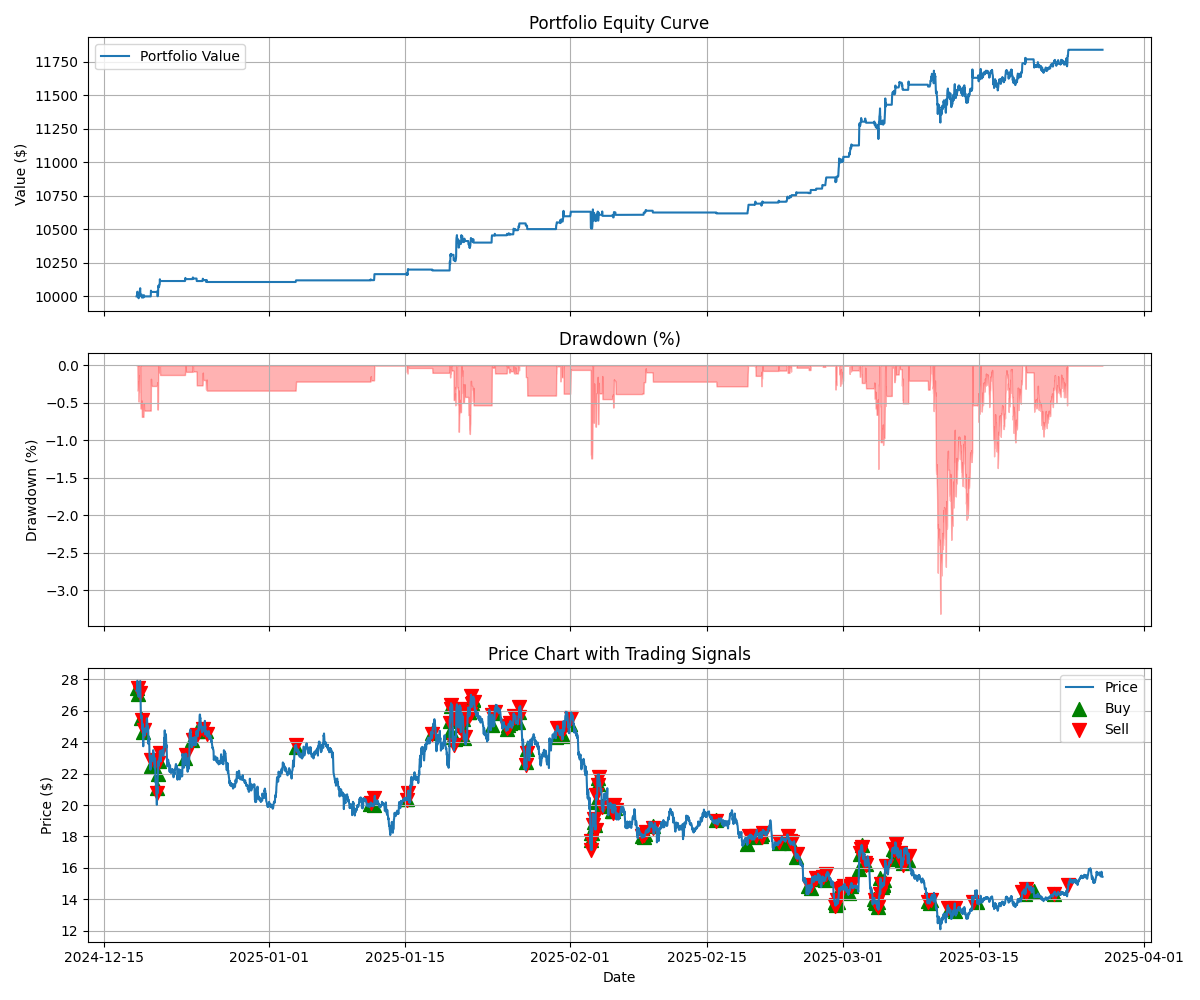 Portfolio Equity Curve
Portfolio Value
11750
11500
11250
11000
10750
10500
10250
10000
Value ($)
Drawdown (%)
0.0
−0.5
−1.0
−1.5
−2.0
−2.5
−3.0
Drawdown (%)
Price Chart with Trading Signals
Price
Buy
Sell
28
26
24
22
20
18
16
14
12
Price ($)
2024-12-15 2025-01-01 2025-01-15 2025-02-01 2025-02-15 2025-03-01 2025-03-15 2025-04-01
Date